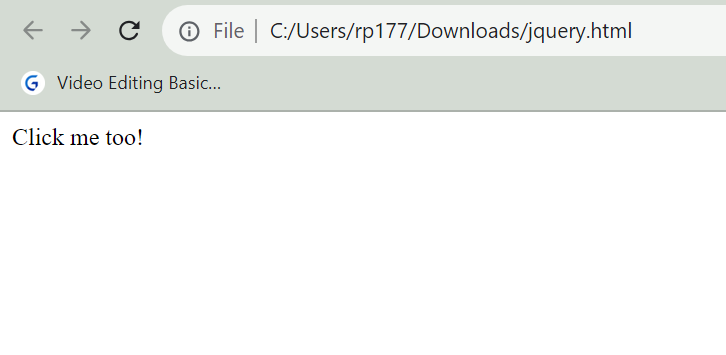 File C:/Users/rp177/Downloads/jquery.html
G Video Editing Basic...
Click me too!